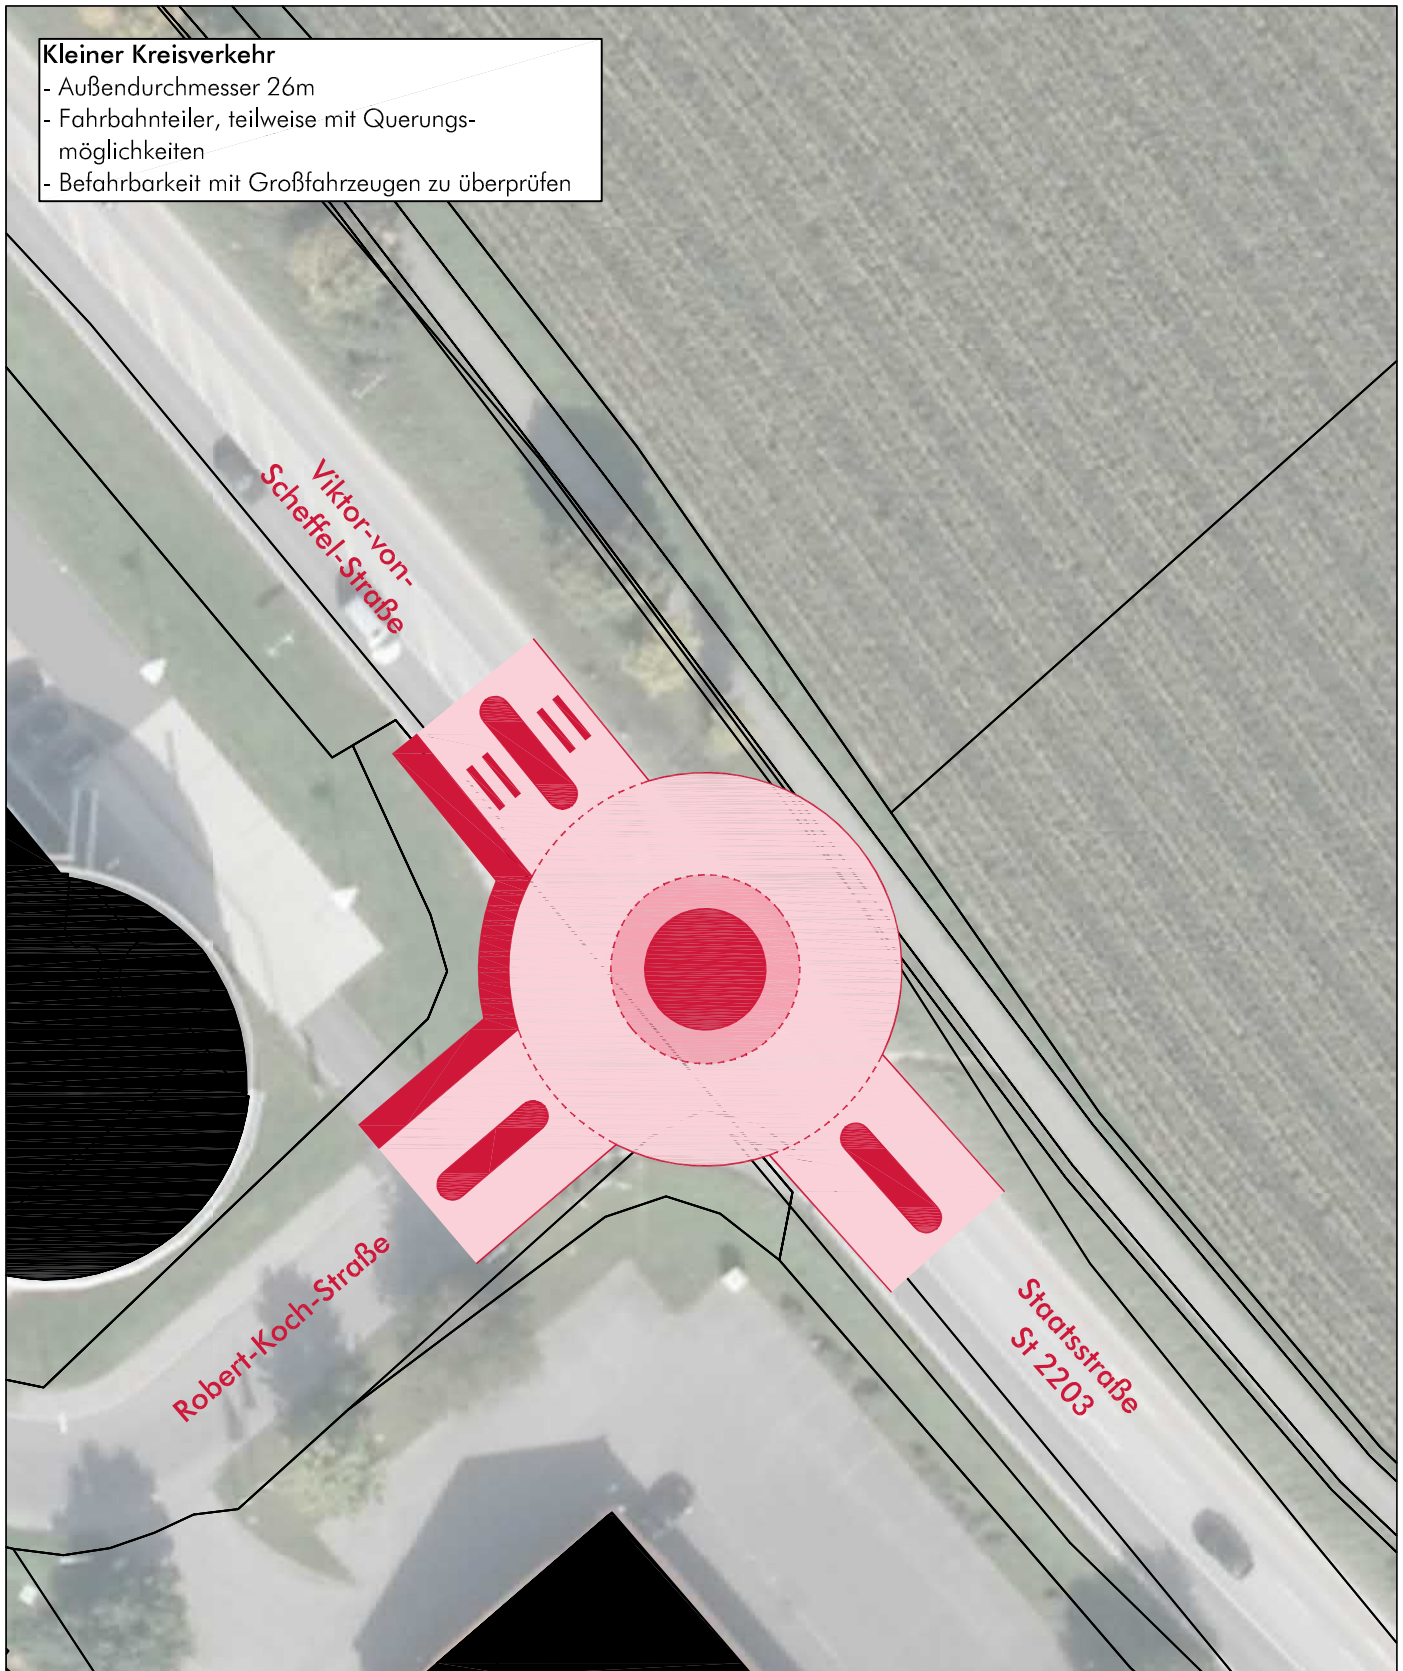 Kleiner Kreisverkehr
- Außendurchmesser 26m
- Fahrbahnteiler, teilweise mit Querungs-
möglichkeiten
- Befahrbarkeit mit Großfahrzeugen zu überprüfen
Viktor-von-
Scheffel-Straße
Robert-Koch-Straße
Staatsstraße
St 2203